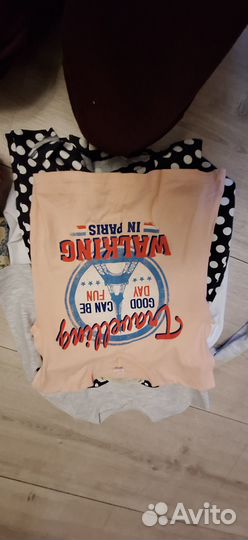 Travelling
GOOD CAN BE
DAY FUN
WALKING
IN PARIS
Avito